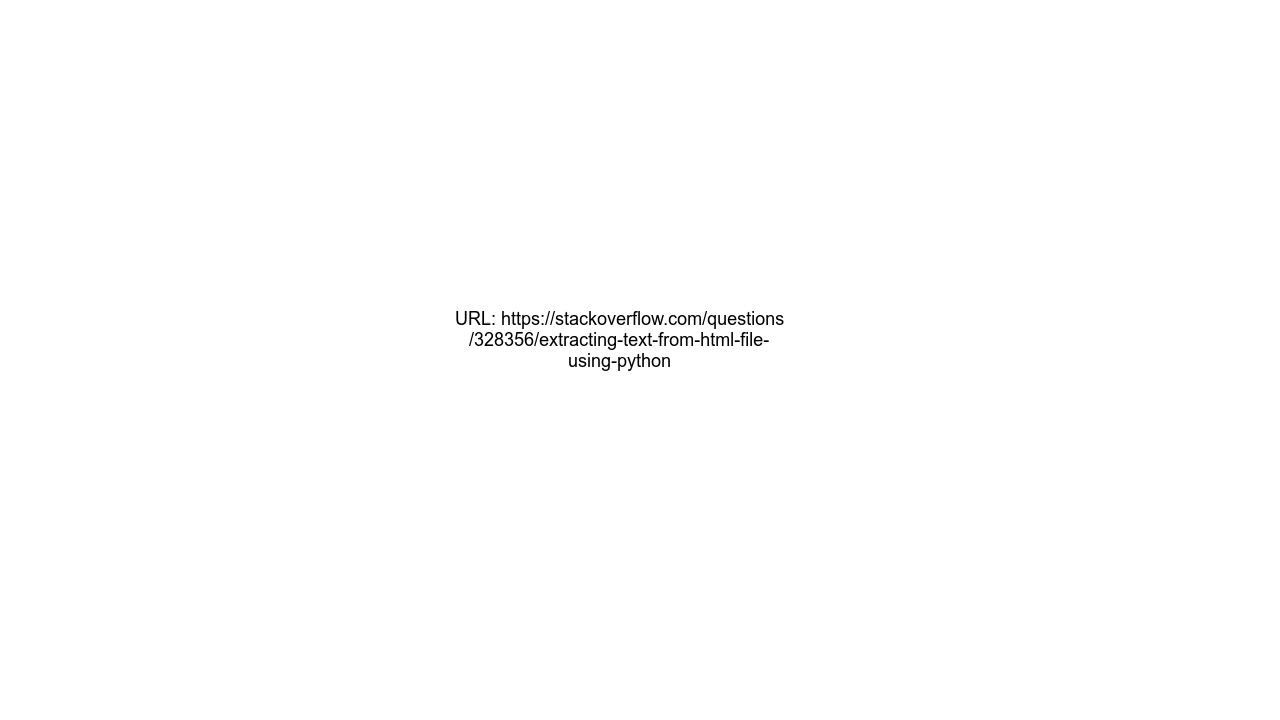 URL: https://stackoverflow.com/questions
/328356/extracting-text-from-html-file-
using-python